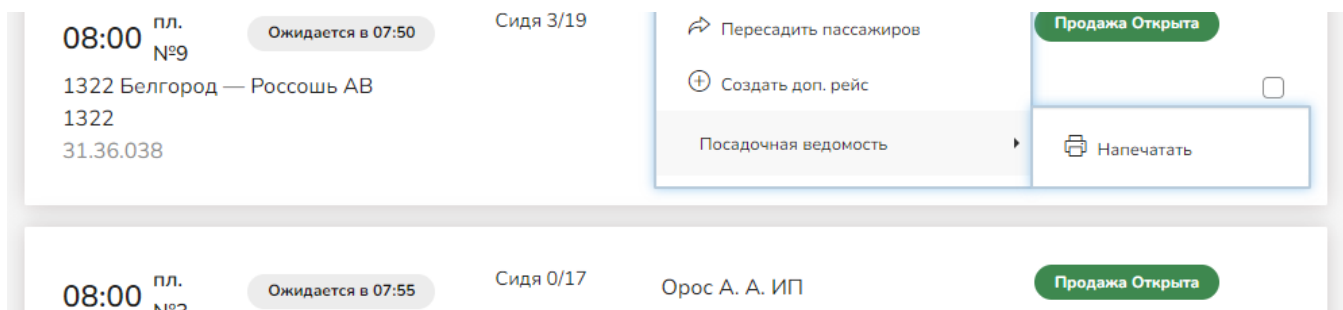 08:00 пл. №9
Ожидается в 07:50
Сидя 3/19
Пересадить пассажиров
Продажа Открыта
1322 Белгород — Россошь АВ
1322
31.36.038
Создать доп. рейс
Посадочная ведомость
Напечатать
08:00 пл.
Ожидается в 07:55
Сидя 0/17
Орос А. А. ИП
Продажа Открыта